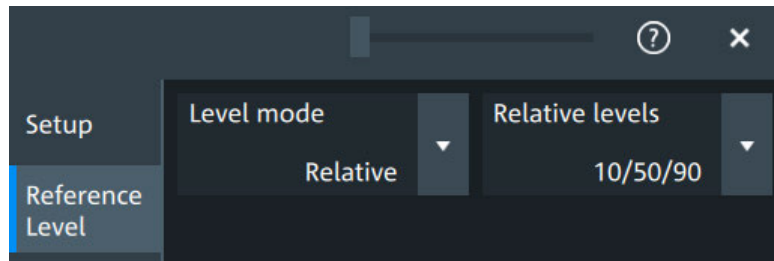 Setup
Reference
Level
Level mode
Relative
Relative levels
10/50/90